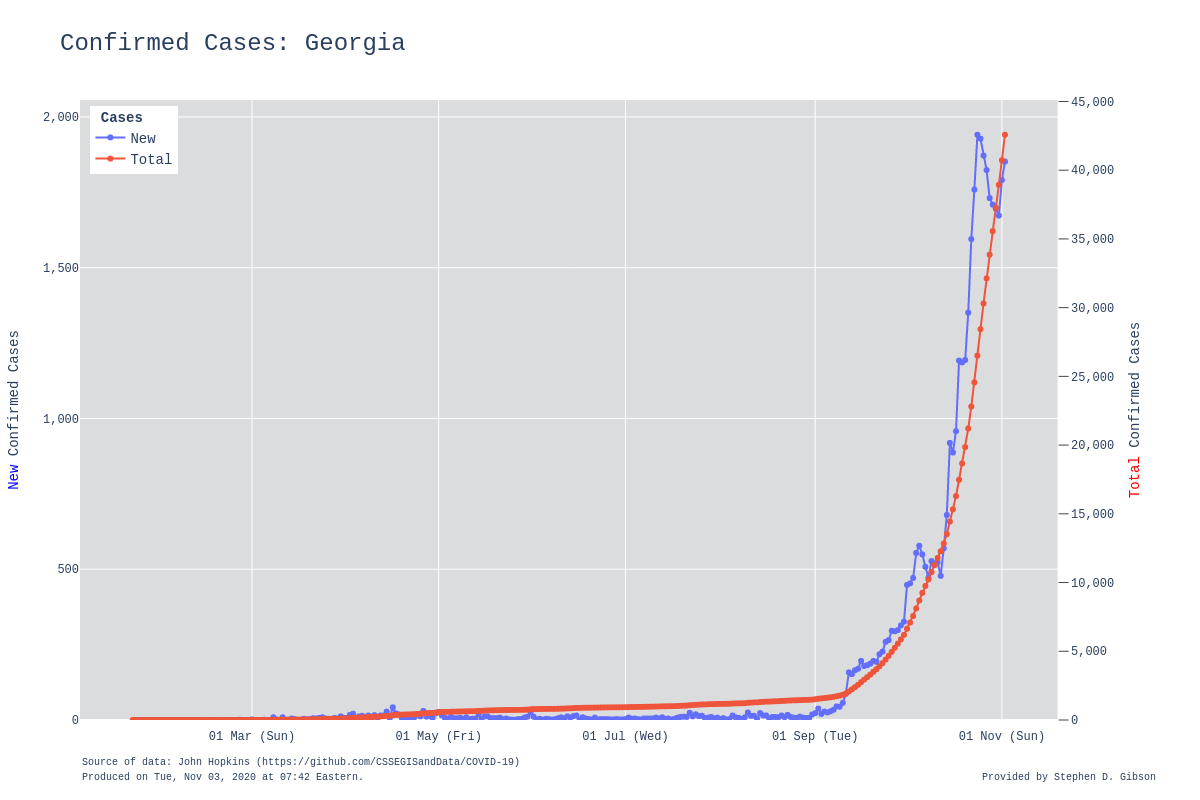 Confirmed Cases: Georgia
Cases
New
Total
2,000
1,500
1,000
500
0
New Confirmed Cases
45,000
40,000
35,000
30,000
25,000
20,000
15,000
10,000
5,000
0
Total Confirmed Cases
01 Mar (Sun)
01 May (Fri)
01 Jul (Wed)
01 Sep (Tue)
01 Nov (Sun)
Source of data: John Hopkins (https://github.com/CSSEGISandData/COVID-19)
Produced on Tue, Nov 03, 2020 at 07:42 Eastern.
Provided by Stephen D. Gibson